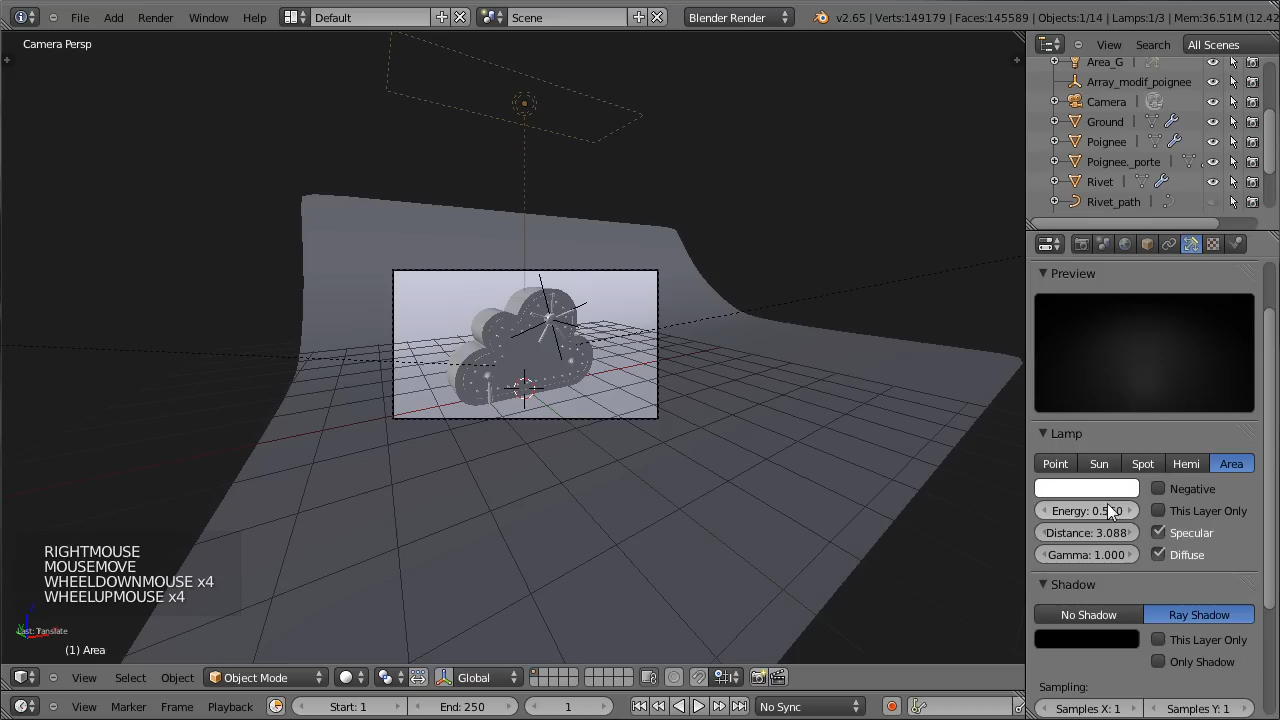 File Add Render Window Help Default Scene Blender Render v2.65 | Verts:149179 | Faces:145589 | Objects:1/14 | Lamps:1/3 | Mem:36.51M (12.42
Camera Persp
View Search All Scenes
Area_G
Array_modif_poignee
Camera
Ground
Poignee
Poignee._porte
Rivet
Rivet_path
Preview
Lamp
Point Sun Spot Hemi Area
Negative
Energy: This Layer Only
Distance: 3.088 Specular
Gamma: 1.000 Diffuse
Shadow
No Shadow Ray Shadow
This Layer Only
Only Shadow
Sampling:
Samples X: 1 Samples Y: 1
RIGHTMOUSE
MOUSEMOVE
WHEELDOWNMOUSE x4
WHEELUPMOUSE x4
Last: Translate
(1) Area
View Select Object Object Mode Global
View Marker Frame Playback Start: 1 End: 250 1 No Sync